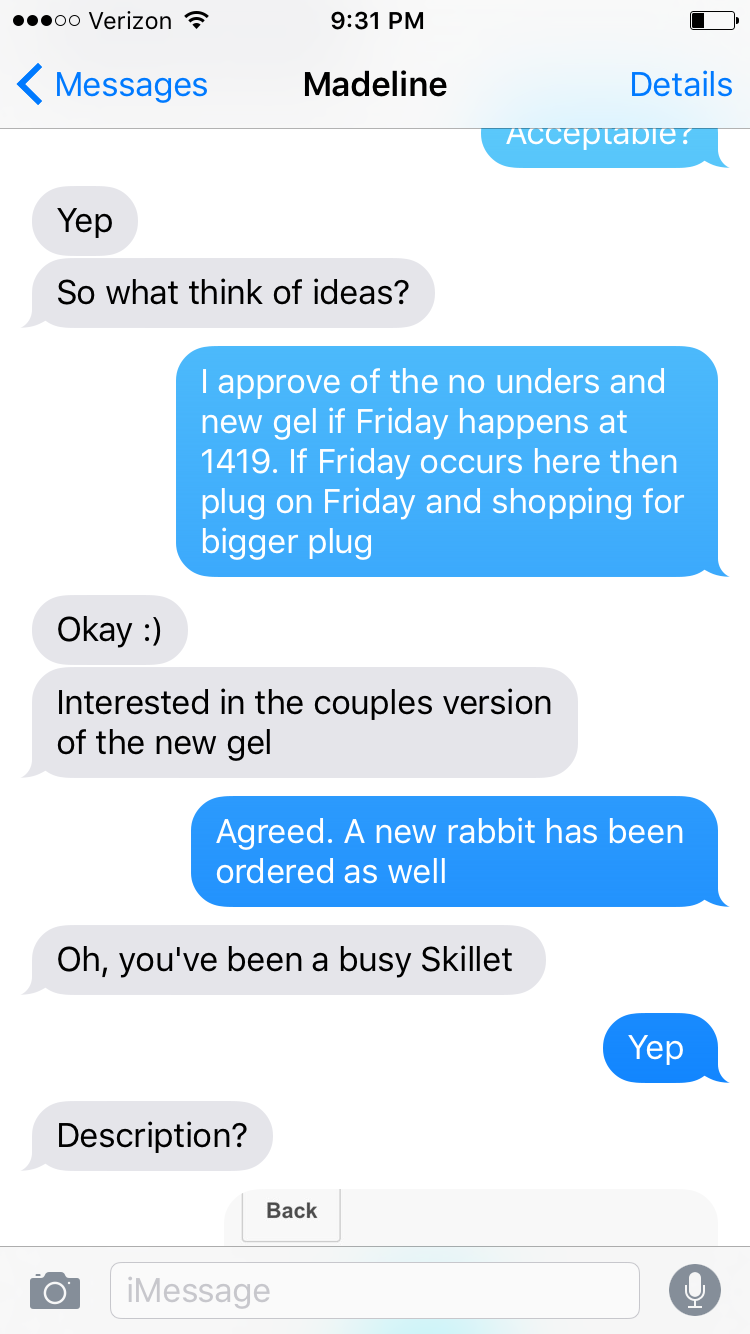 Verizon 9:31 PM
Messages Madeline Details
Acceptable?
Yep
So what think of ideas?
I approve of the no unders and
new gel if Friday happens at
1419. If Friday occurs here then
plug on Friday and shopping for
bigger plug
Okay :)
Interested in the couples version
of the new gel
Agreed. A new rabbit has been
ordered as well
Oh, you've been a busy Skillet
Yep
Description?
Back
iMessage